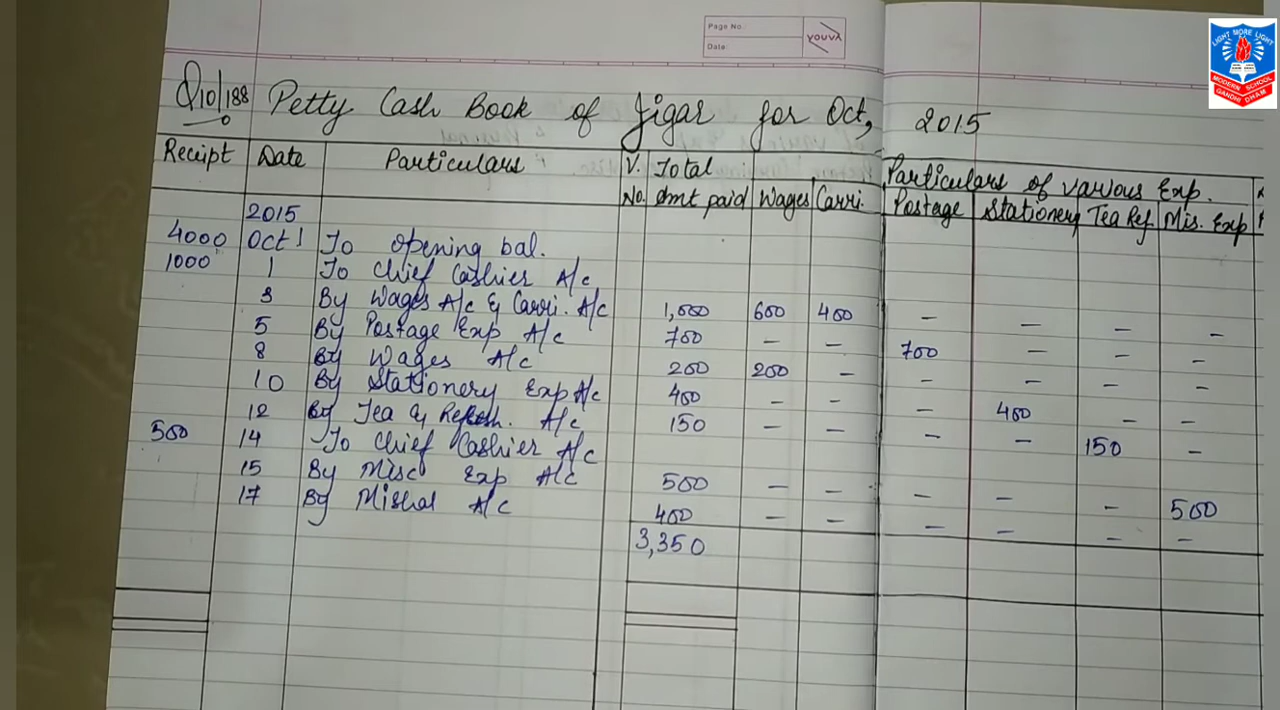 Page No.
Date:
YOUVA
LIGHT MORE LIGHT
MODERN SCHOOL
GANDHIDHAM
Q10/188 Petty Cash Book of Jigar for Oct, 2015
Receipt Date Particulars V. No. Total Amt paid Particulars of various Exp.
Wages Carri. Postage Stationery Tea Ref. Mis. Exp
2015
4000 Oct 1 To opening bal.
1000 1 To Chief Cashier A/c
3 By Wages A/c & Carri. A/c 1,000 600 400 - - - -
5 By Postage Exp A/c 700 - - 700 - - -
8 By Wages A/c 200 200 - - - - -
10 By Stationery Exp A/c 400 - - - 400 - -
12 By Tea & Refresh. A/c 150 - - - - 150 -
500 14 To Chief Cashier A/c
15 By Misc Exp A/c 500 - - - - - 500
17 By Mishal A/c 400 - - - - - -
3,350